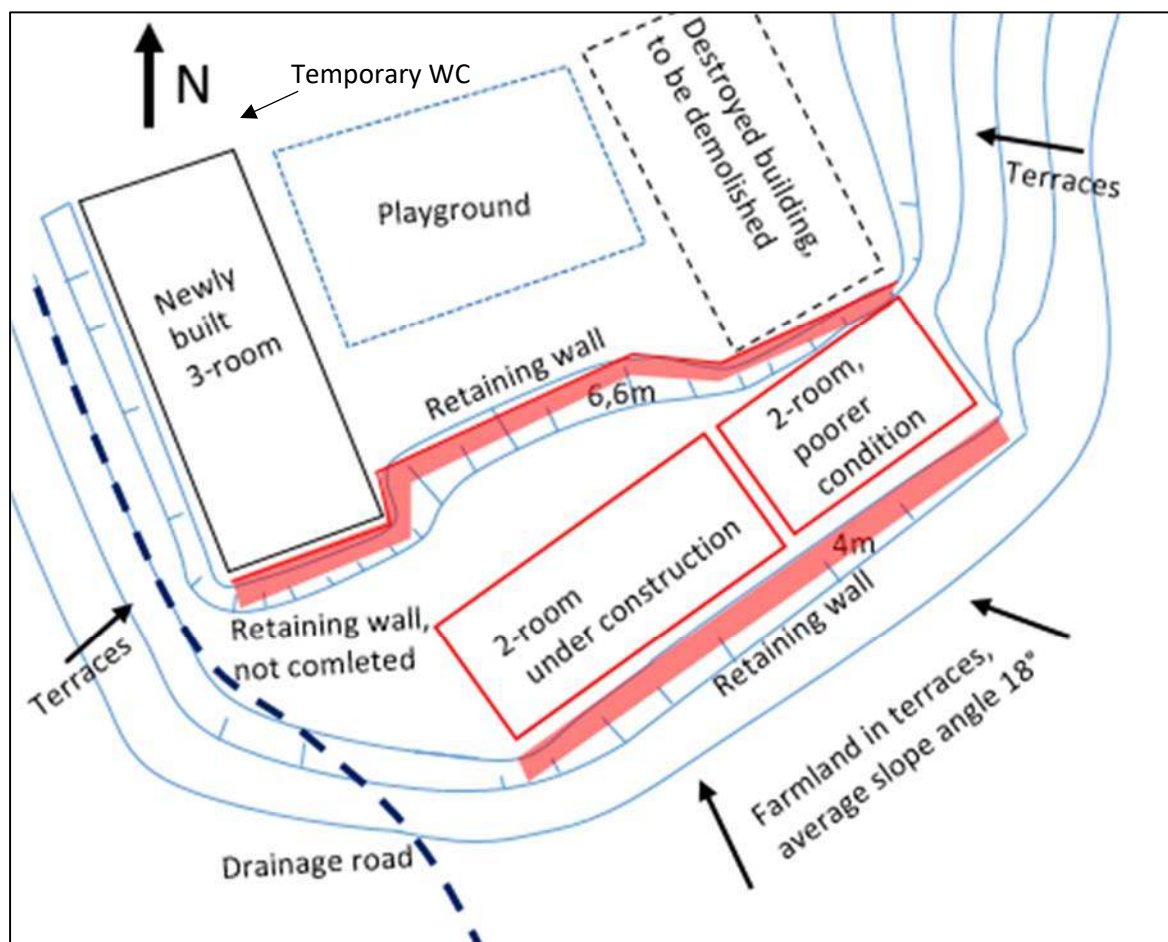 N
Temporary WC
Destroyed building,
to be demolished
Terraces
Playground
Newly
built
3-room
Retaining wall
6,6m
2-room,
poorer
condition
4m
2-room
under construction
Retaining wall,
not comleted
Retaining wall
Terraces
Farmland in terraces,
average slope angle 18°
Drainage road